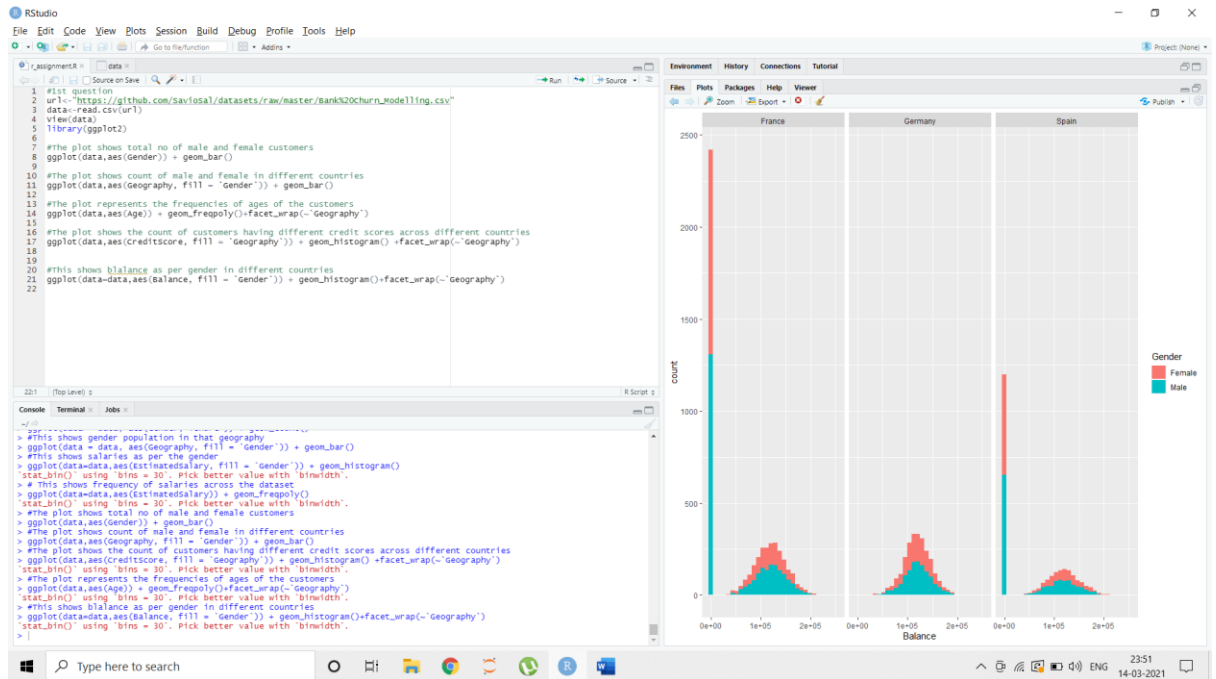 RStudio
File Edit Code View Plots Session Build Debug Profile Tools Help
Go to file/function Addins Project: (None)
r_assignment.R data
Source on Save Run Source
1 #1st question
2 url<-"https://github.com/SavioSal/datasets/raw/master/Bank%20Churn_Modelling.csv"
3 data<-read.csv(url)
4 View(data)
5 library(ggplot2)
6
7 #The plot shows total no of male and female customers
8 ggplot(data,aes(Gender)) + geom_bar()
9
10 #The plot shows count of male and female in different countries
11 ggplot(data,aes(Geography, fill = `Gender`)) + geom_bar()
12
13 #The plot represents the frequencies of ages of the customers
14 ggplot(data,aes(Age)) + geom_freqpoly()+facet_wrap(~`Geography`)
15
16 #The plot shows the count of customers having different credit scores across different countries
17 ggplot(data,aes(CreditScore, fill = `Geography`)) + geom_histogram() +facet_wrap(~`Geography`)
18
19
20 #This shows blalance as per gender in different countries
21 ggplot(data=data,aes(Balance, fill = `Gender`)) + geom_histogram()+facet_wrap(~`Geography`)
22
22:1 (Top Level) R Script
Console Terminal Jobs
~/
> #This shows gender population in that geography
> ggplot(data = data, aes(Geography, fill = `Gender`)) + geom_bar()
> #This shows salaries as per the gender
> ggplot(data=data,aes(EstimatedSalary, fill = `Gender`)) + geom_histogram()
`stat_bin()` using `bins = 30`. Pick better value with `binwidth`.
> # This shows frequency of salaries across the dataset
> ggplot(data=data,aes(EstimatedSalary)) + geom_freqpoly()
`stat_bin()` using `bins = 30`. Pick better value with `binwidth`.
> #The plot shows total no of male and female customers
> ggplot(data,aes(Gender)) + geom_bar()
> #The plot shows count of male and female in different countries
> ggplot(data,aes(Geography, fill = `Gender`)) + geom_bar()
> #The plot shows the count of customers having different credit scores across different countries
> ggplot(data,aes(CreditScore, fill = `Geography`)) + geom_histogram() +facet_wrap(~`Geography`)
`stat_bin()` using `bins = 30`. Pick better value with `binwidth`.
> #The plot represents the frequencies of ages of the customers
> ggplot(data,aes(Age)) + geom_freqpoly()+facet_wrap(~`Geography`)
`stat_bin()` using `bins = 30`. Pick better value with `binwidth`.
> #This shows blalance as per gender in different countries
> ggplot(data=data,aes(Balance, fill = `Gender`)) + geom_histogram()+facet_wrap(~`Geography`)
`stat_bin()` using `bins = 30`. Pick better value with `binwidth`.
>
Environment History Connections Tutorial
Files Plots Packages Help Viewer
Zoom Export Publish
France Germany Spain
2500
2000
1500
1000
500
0
count
0e+00 1e+05 2e+05 0e+00 1e+05 2e+05 0e+00 1e+05 2e+05
Balance
Gender
Female
Male
Type here to search
ENG
23:51
14-03-2021